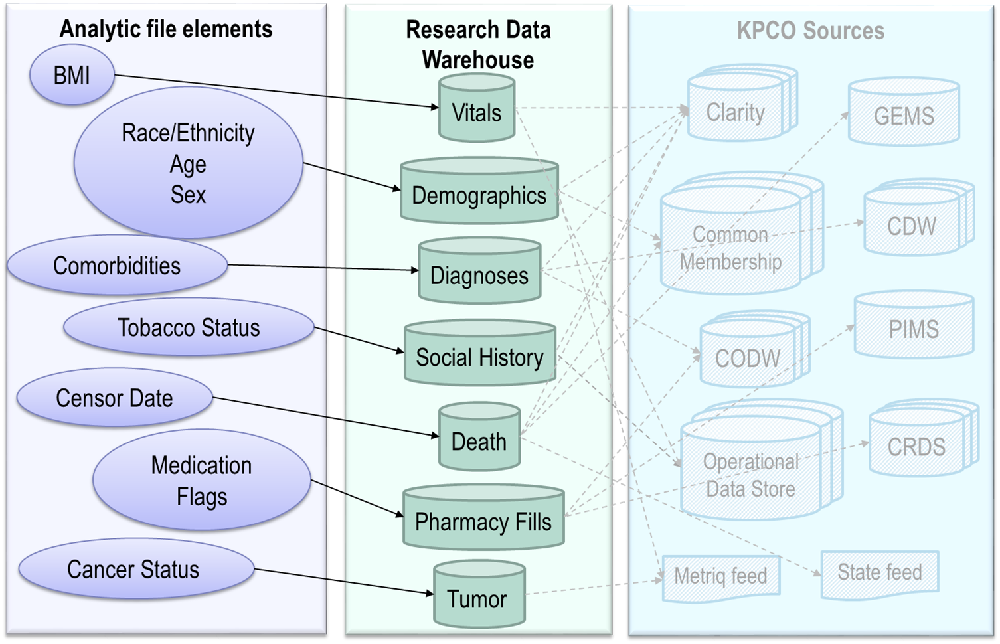 Analytic file elements
BMI
Race/Ethnicity
Age
Sex
Comorbidities
Tobacco Status
Censor Date
Medication
Flags
Cancer Status
Research Data
Warehouse
Vitals
Demographics
Diagnoses
Social History
Death
Pharmacy Fills
Tumor
KPCO Sources
Clarity
GEMS
Common
Membership
CDW
CODW
PIMS
Operational
Data Store
CRDS
Metriq feed
State feed